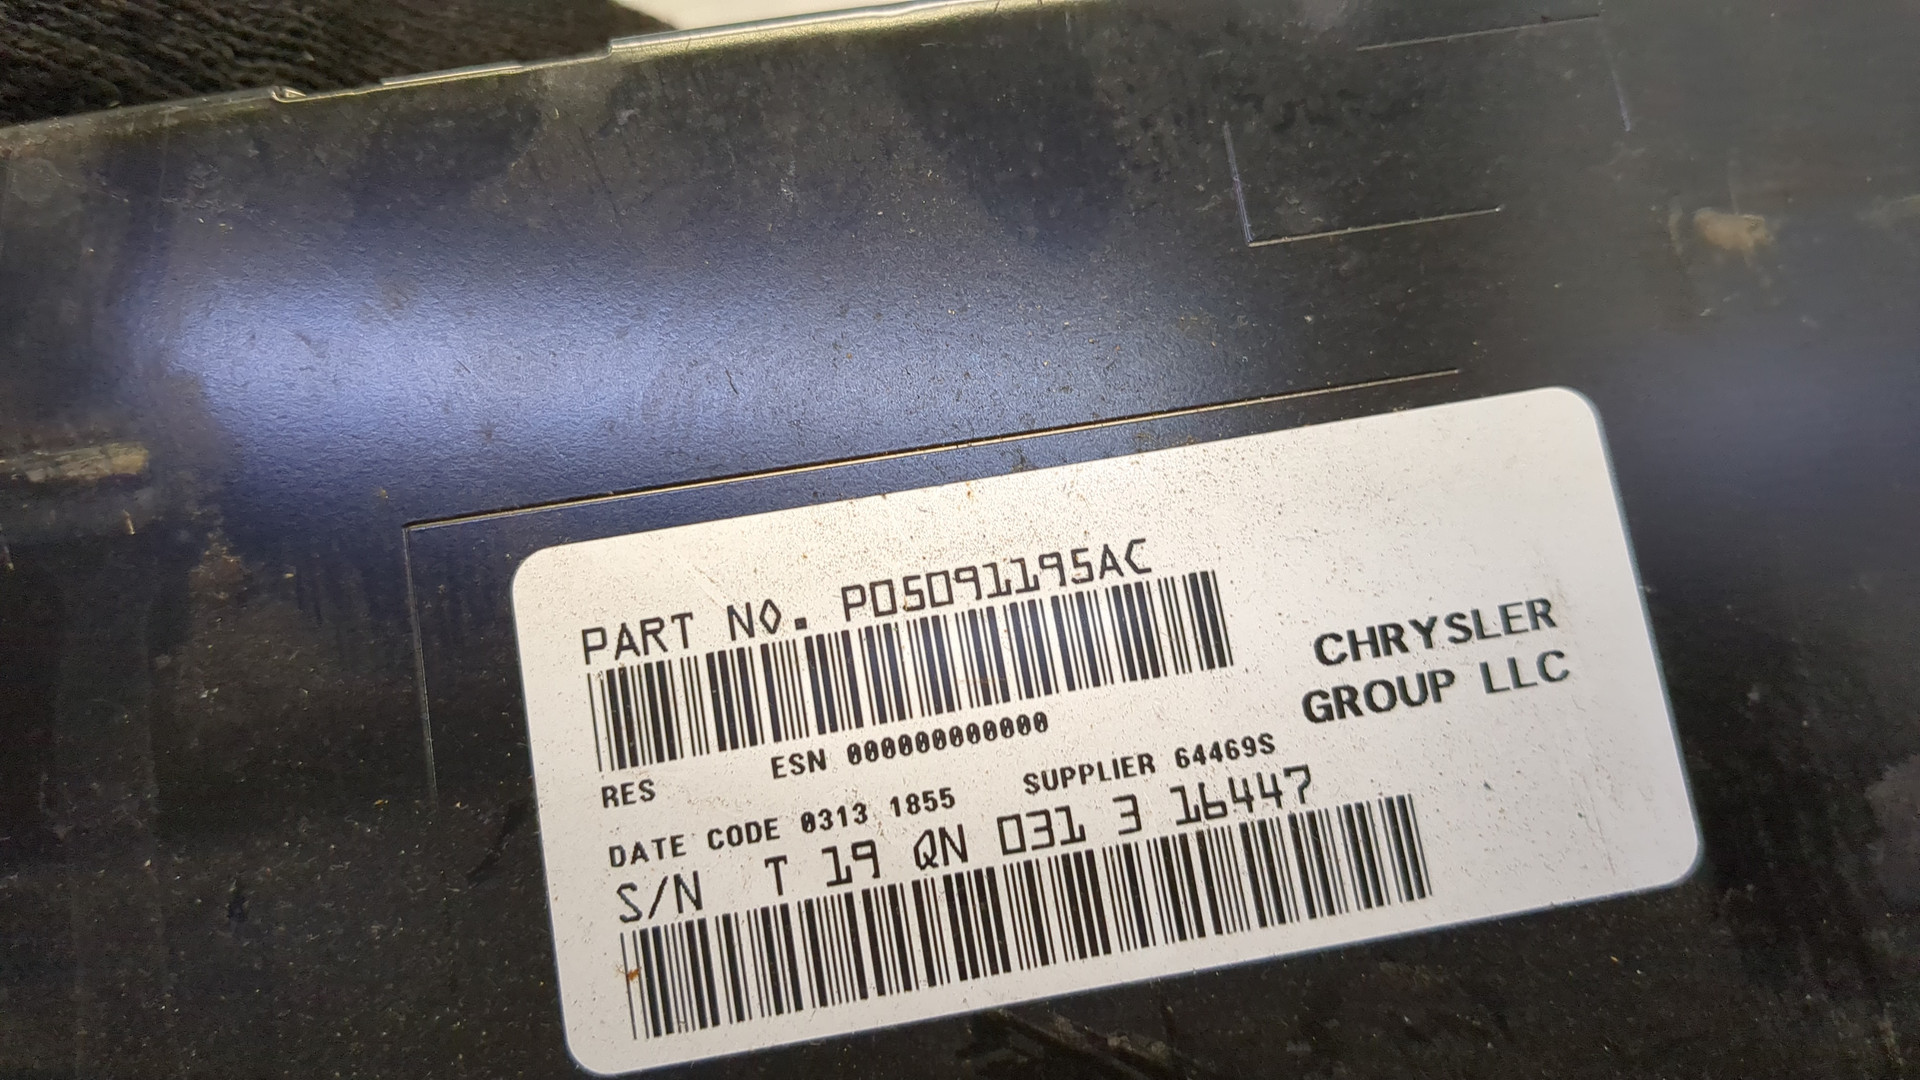 PART NO. P05091195AC
ESN 000000000000
RES
CHRYSLER
GROUP LLC
DATE CODE 0313 1855 SUPPLIER 64469S
S/N T 19 QN 031 3 16447